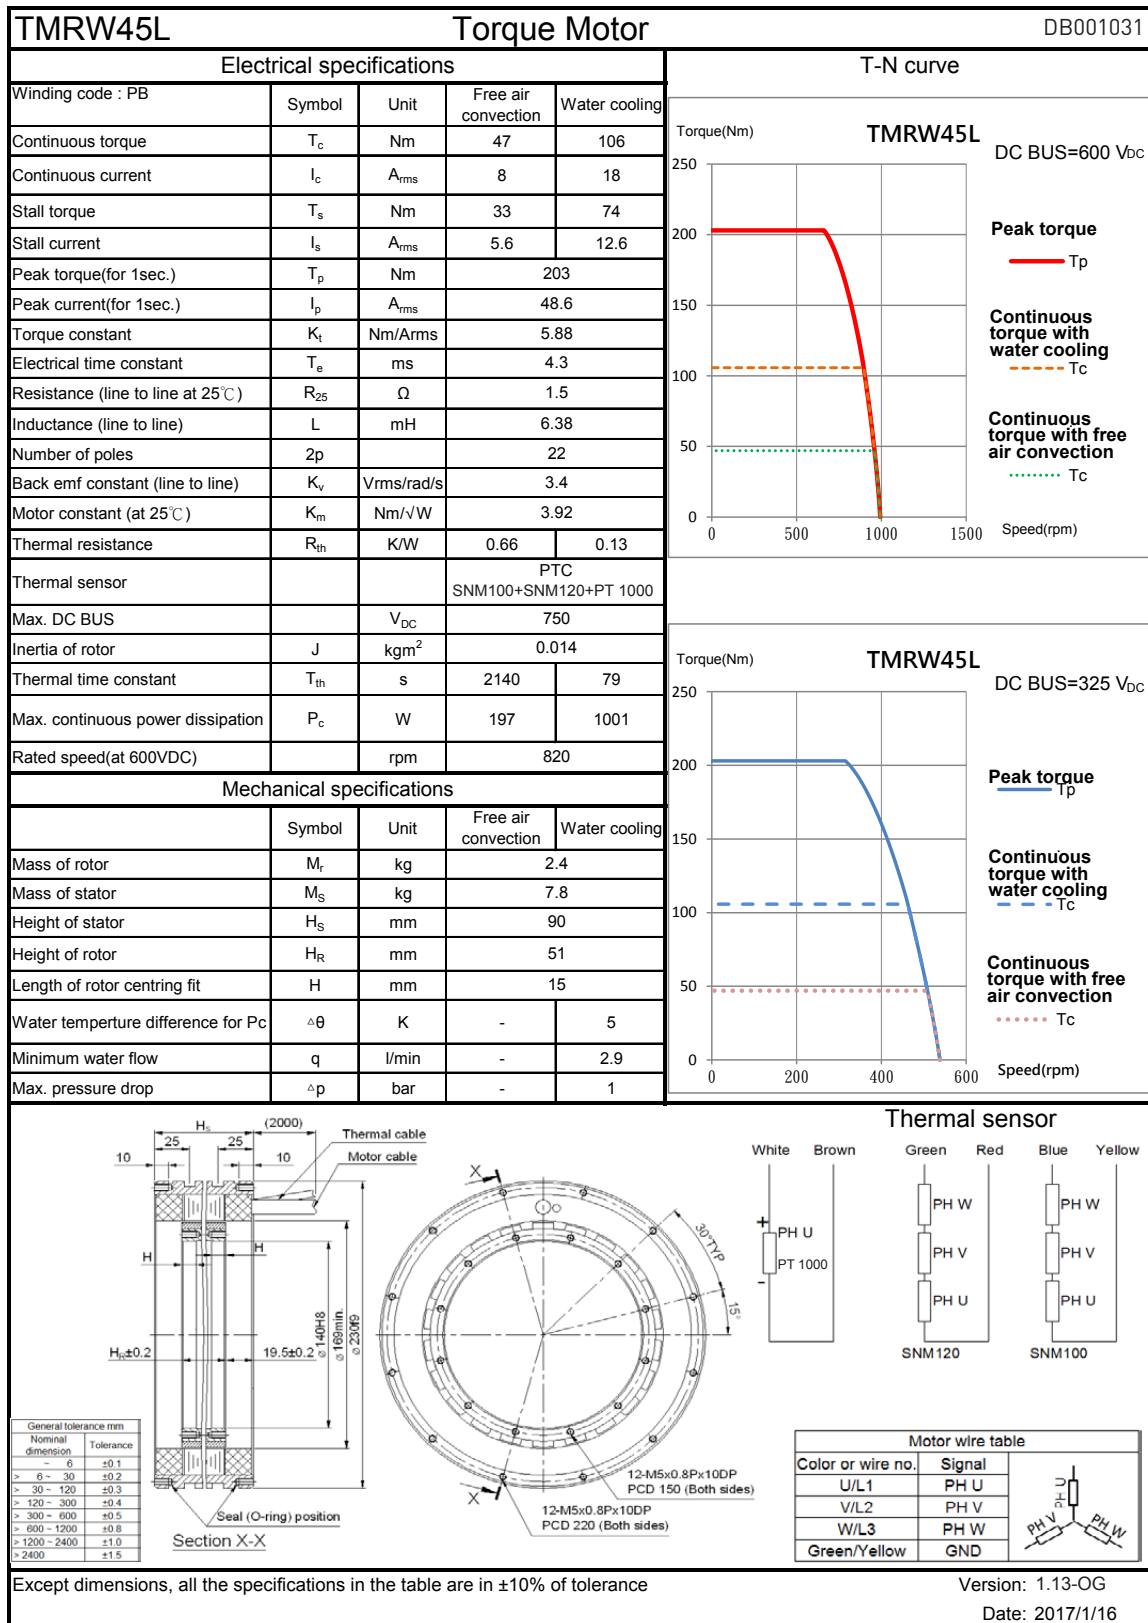 TMRW45L Torque Motor DB001031
Electrical specifications
Winding code : PB Symbol Unit Free air convection Water cooling
Continuous torque Tc Nm 47 106
Continuous current Ic Arms 8 18
Stall torque Ts Nm 33 74
Stall current Is Arms 5.6 12.6
Peak torque(for 1sec.) Tp Nm 203
Peak current(for 1sec.) Ip Arms 48.6
Torque constant Kt Nm/Arms 5.88
Electrical time constant Te ms 4.3
Resistance (line to line at 25℃) R25 Ω 1.5
Inductance (line to line) L mH 6.38
Number of poles 2p 22
Back emf constant (line to line) Kv Vrms/rad/s 3.4
Motor constant (at 25℃) Km Nm/√W 3.92
Thermal resistance Rth K/W 0.66 0.13
Thermal sensor PTC
SNM100+SNM120+PT 1000
Max. DC BUS VDC 750
Inertia of rotor J kgm2 0.014
Thermal time constant Tth s 2140 79
Max. continuous power dissipation Pc W 197 1001
Rated speed(at 600VDC) rpm 820
Mechanical specifications
Symbol Unit Free air convection Water cooling
Mass of rotor Mr kg 2.4
Mass of stator MS kg 7.8
Height of stator HS mm 90
Height of rotor HR mm 51
Length of rotor centring fit H mm 15
Water temperture difference for Pc △θ K - 5
Minimum water flow q l/min - 2.9
Max. pressure drop △p bar - 1
T-N curve
Torque(Nm) TMRW45L
DC BUS=600 VDC
250
200
150
100
50
0
0 500 1000 1500 Speed(rpm)
Peak torque
Tp
Continuous
torque with
water cooling
Tc
Continuous
torque with free
air convection
Tc
Torque(Nm) TMRW45L
DC BUS=325 VDC
250
200
150
100
50
0
0 200 400 600 Speed(rpm)
Peak torque
Tp
Continuous
torque with
water cooling
Tc
Continuous
torque with free
air convection
Tc
HS (2000)
25 25
10 10
Thermal cable
Motor cable
H H
HR±0.2 19.5±0.2
⌀140H8
⌀169min.
⌀230f9
Seal (O-ring) position
Section X-X
X
X
30°TYP
15°
12-M5x0.8Px10DP
PCD 150 (Both sides)
12-M5x0.8Px10DP
PCD 220 (Both sides)
General tolerance mm
Nominal dimension Tolerance
~ 6 ±0.1
> 6 ~ 30 ±0.2
> 30 ~ 120 ±0.3
> 120 ~ 300 ±0.4
> 300 ~ 600 ±0.5
> 600 ~ 1200 ±0.8
> 1200 ~ 2400 ±1.0
> 2400 ±1.5
Thermal sensor
White Brown Green Red Blue Yellow
+
PH U
PT 1000
-
PH W
PH V
PH U
SNM120
PH W
PH V
PH U
SNM100
Motor wire table
Color or wire no. Signal
U/L1 PH U
V/L2 PH V
W/L3 PH W
Green/Yellow GND
PH U
PH V
PH W
Except dimensions, all the specifications in the table are in ±10% of tolerance
Version: 1.13-OG
Date: 2017/1/16